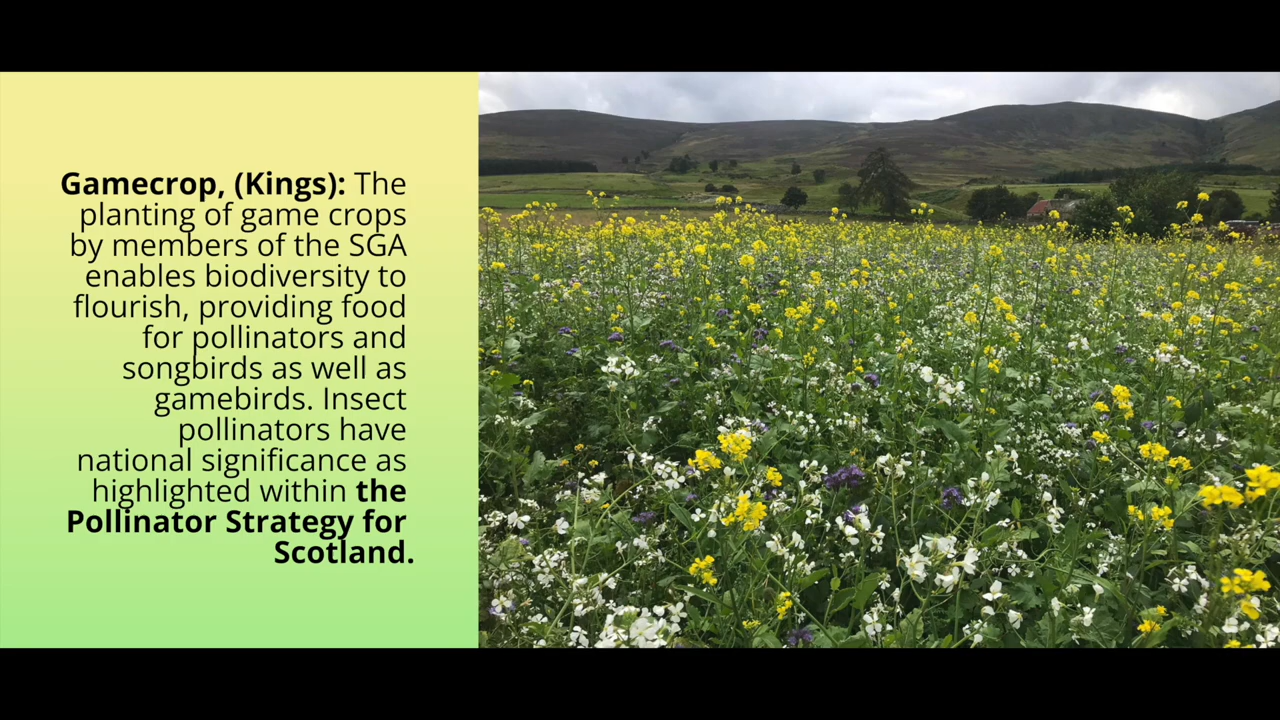 Gamecrop, (Kings): The
planting of game crops
by members of the SGA
enables biodiversity to
flourish, providing food
for pollinators and
songbirds as well as
gamebirds. Insect
pollinators have
national significance as
highlighted within the
Pollinator Strategy for
Scotland.